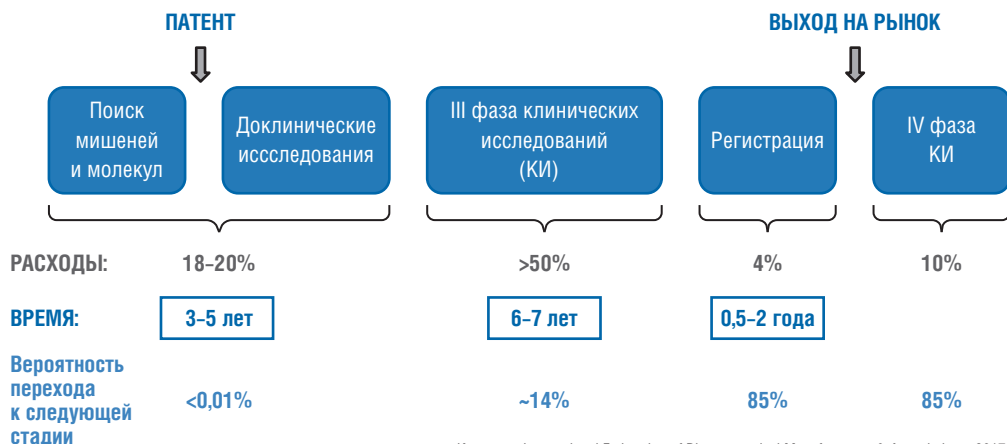 ПАТЕНТ
ВЫХОД НА РЫНОК
Поиск
мишеней
и молекул
Доклинические
иссследования
III фаза клинических
исследований
(КИ)
Регистрация
IV фаза
КИ
РАСХОДЫ: 18–20% >50% 4% 10%
ВРЕМЯ: 3–5 лет 6–7 лет 0,5–2 года
Вероятность
перехода
к следующей
стадии
<0,01% ~14% 85% 85%